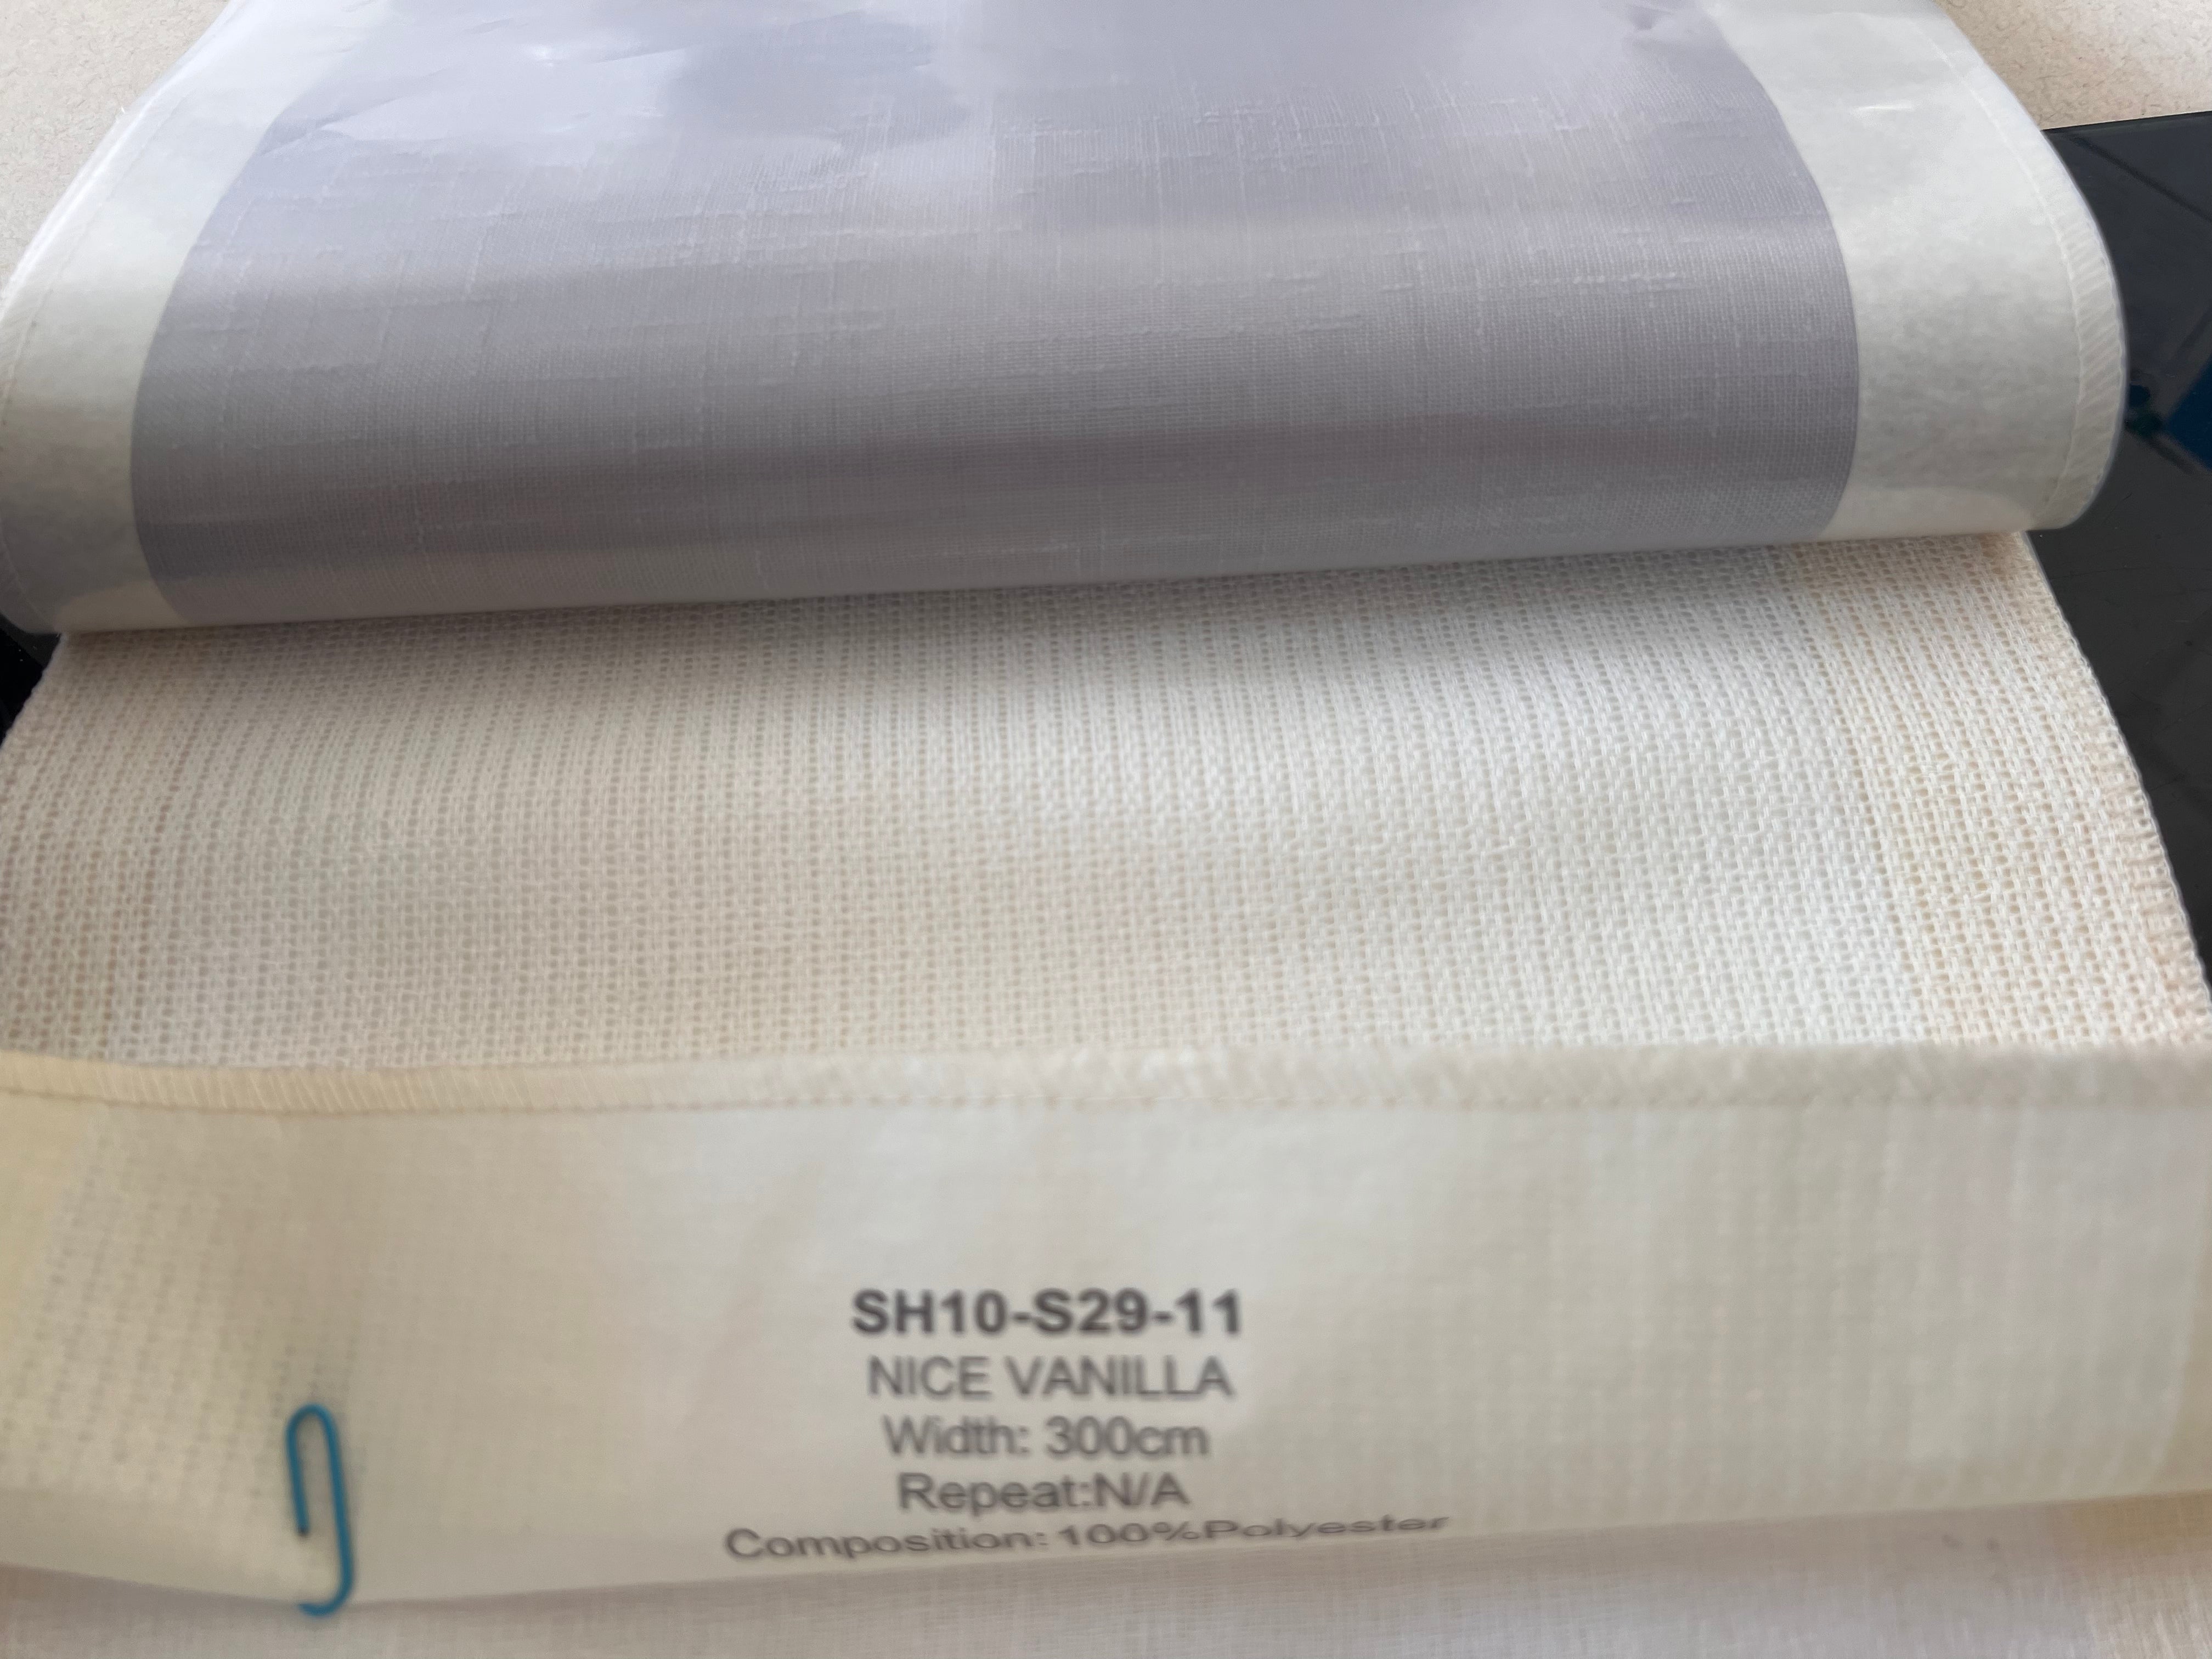 SH10-S29-11
NICE VANILLA
Width: 300cm
Repeat:N/A
Composition: 100%Polyester